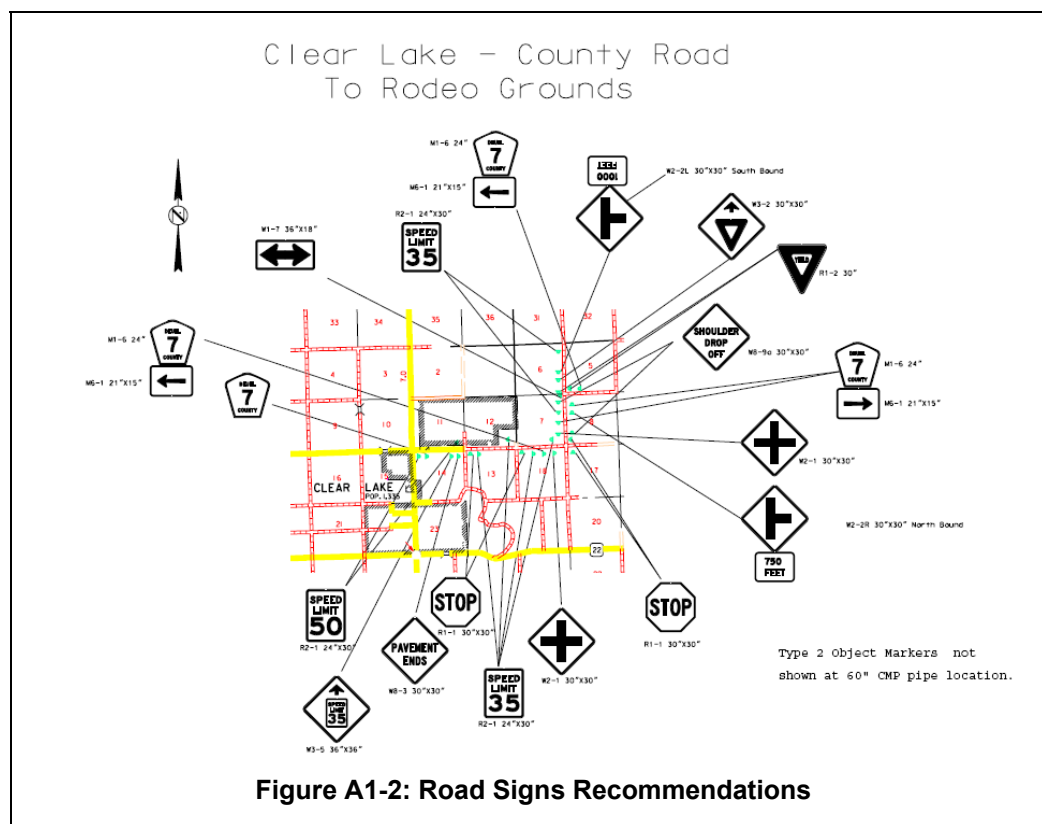 Clear Lake - County Road
To Rodeo Grounds
M1-6 24"
DEUEL
7
COUNTY
M6-1 21"X15"
1000
FEET
W2-2L 30"X30" South Bound
W3-2 30"X30"
R2-1 24"X30"
SPEED
LIMIT
35
W1-7 36"X18"
YIELD
R1-2 30"
SHOULDER
DROP
OFF
W8-9a 30"X30"
M1-6 24"
DEUEL
7
COUNTY
M6-1 21"X15"
DEUEL
7
COUNTY
DEUEL
7
COUNTY
M1-6 24"
M6-1 21"X15"
33
34
35
36
31
32
4
3
2
6
5
9
10
11
12
7
16
15
14
13
18
17
21
23
20
22
CLEAR LAKE
POP. 1,335
W2-1 30"X30"
W2-2R 30"X30" North Bound
750
FEET
SPEED
LIMIT
50
R2-1 24"X30"
STOP
R1-1 30"X30"
PAVEMENT
ENDS
W8-3 30"X30"
SPEED
LIMIT
35
W3-5 36"X36"
SPEED
LIMIT
35
R2-1 24"X30"
W2-1 30"X30"
STOP
R1-1 30"X30"
Type 2 Object Markers not
shown at 60" CMP pipe location.
Figure A1-2: Road Signs Recommendations